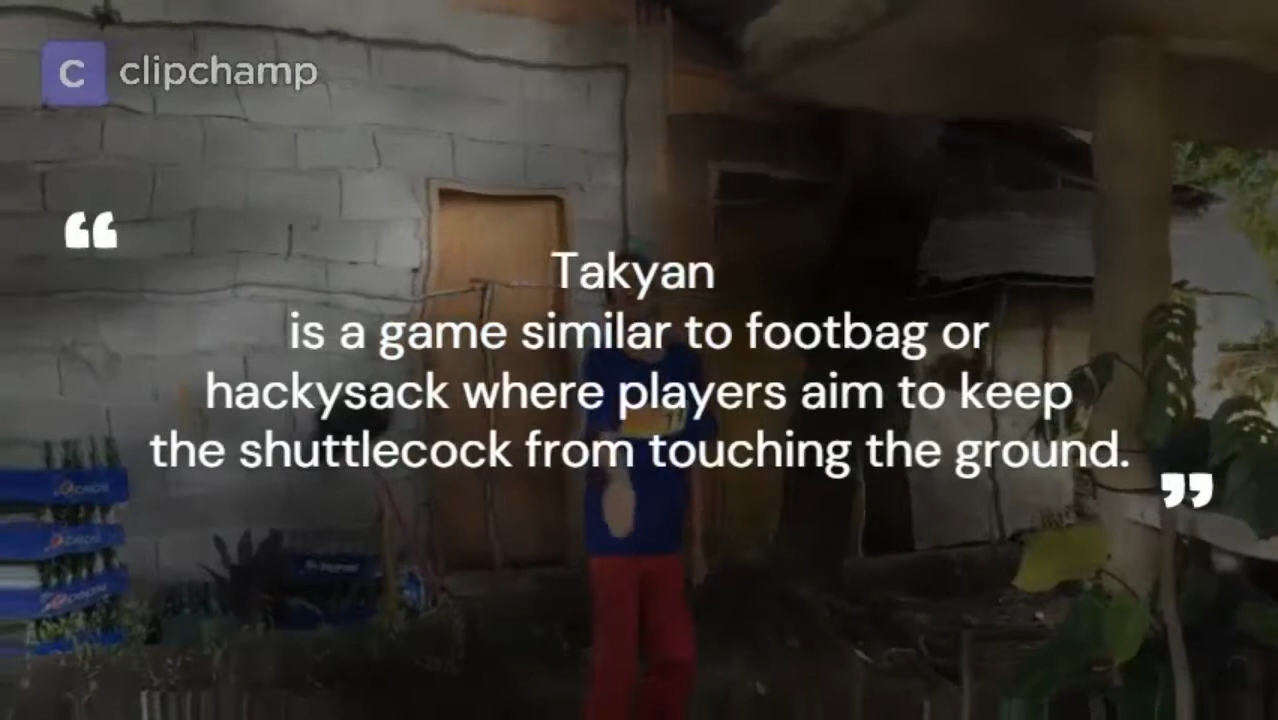 clipchamp
“
Takyan
is a game similar to footbag or
hackysack where players aim to keep
the shuttlecock from touching the ground.
”